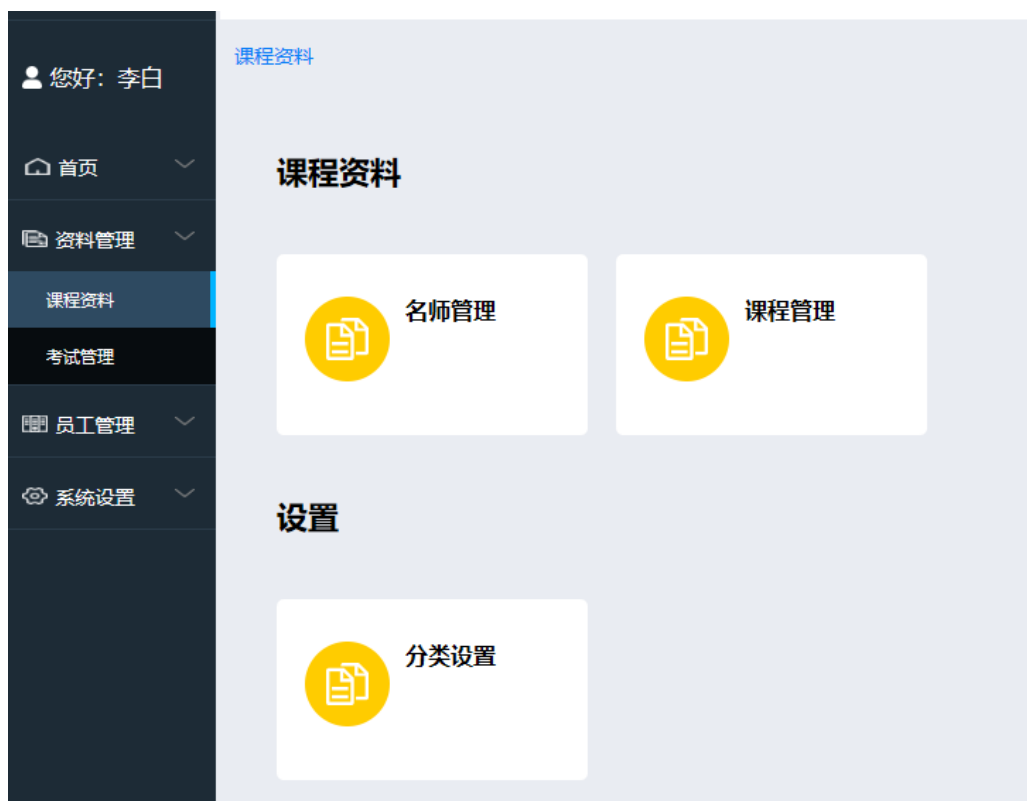 您好：李白
首页
资料管理
课程资料
考试管理
员工管理
系统设置
课程资料
课程资料
名师管理
课程管理
设置
分类设置